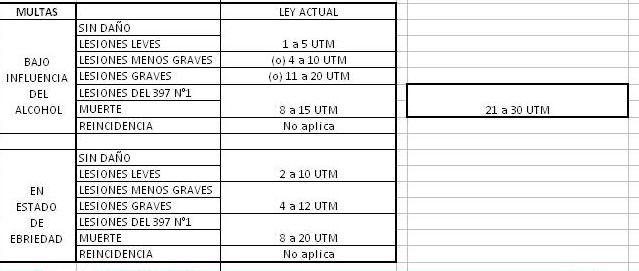 MULTAS LEY ACTUAL
SIN DAÑO
LESIONES LEVES 1 a 5 UTM
BAJO LESIONES MENOS GRAVES (o) 4 a 10 UTM
INFLUENCIA LESIONES GRAVES (o) 11 a 20 UTM
DEL LESIONES DEL 397 N°1
ALCOHOL MUERTE 8 a 15 UTM 21 a 30 UTM
REINCIDENCIA No aplica
SIN DAÑO
LESIONES LEVES 2 a 10 UTM
EN LESIONES MENOS GRAVES
ESTADO LESIONES GRAVES 4 a 12 UTM
DE LESIONES DEL 397 N°1
EBRIEDAD MUERTE 8 a 20 UTM
REINCIDENCIA No aplica